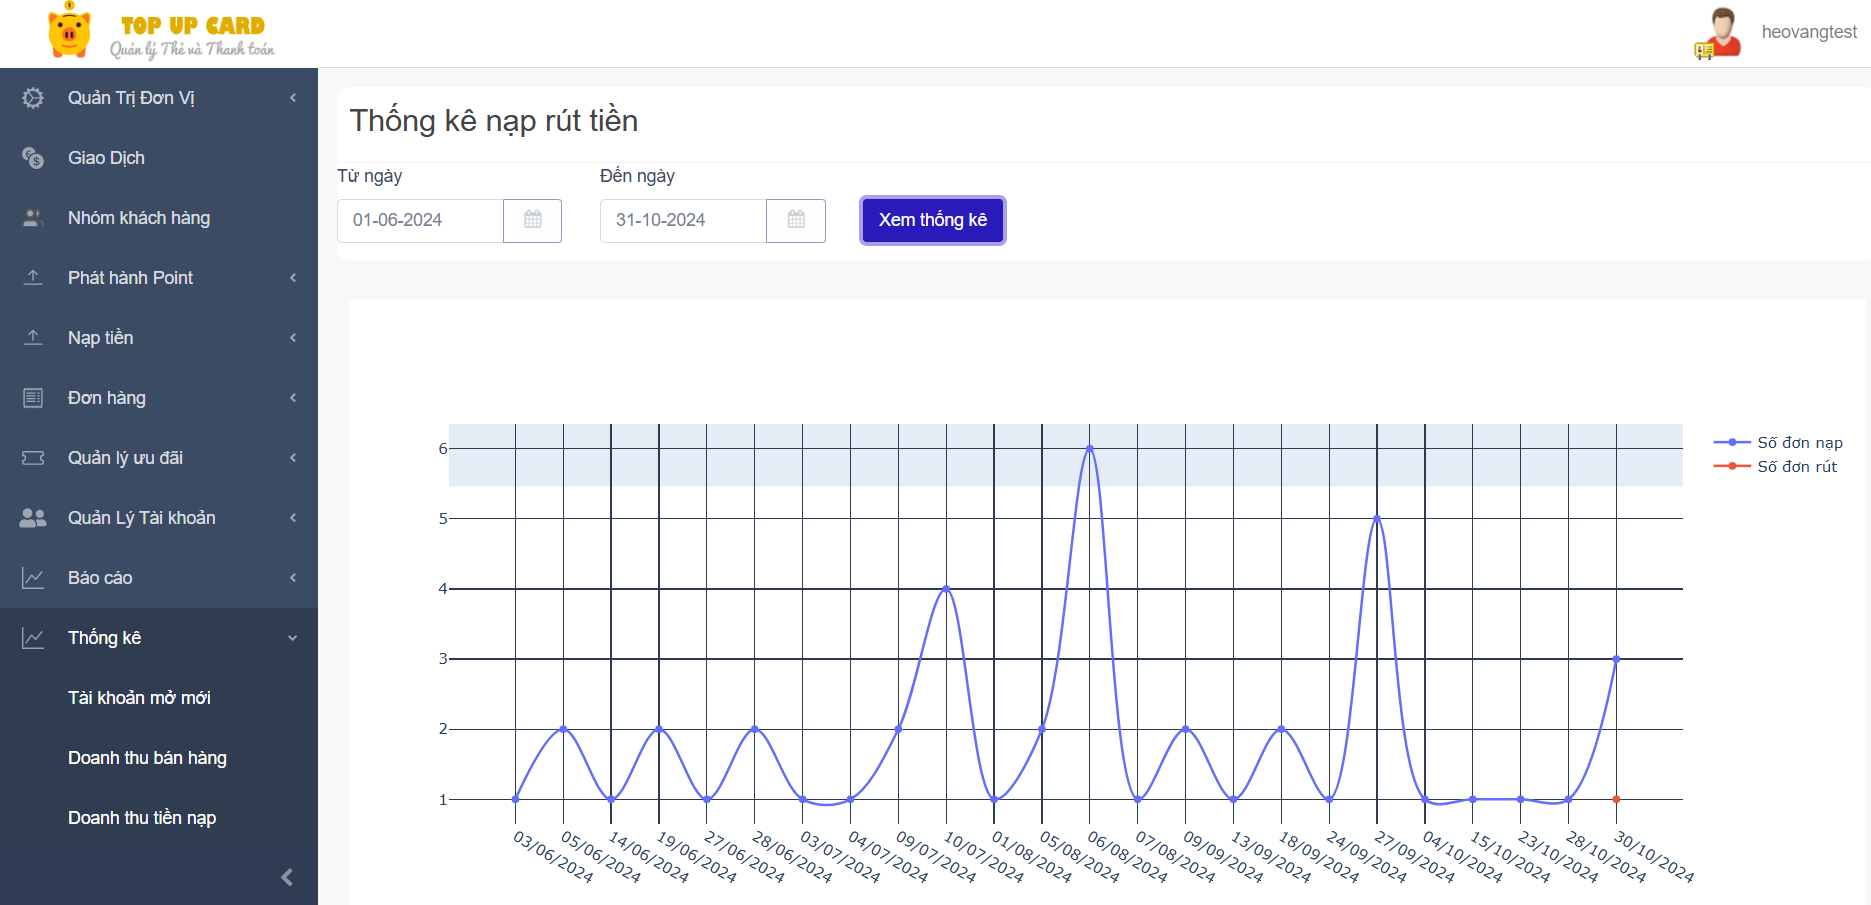 TOP UP CARD
Quản lý Thẻ và Thanh toán
heovangtest
Quản Trị Đơn Vị
Giao Dịch
Nhóm khách hàng
Phát hành Point
Nạp tiền
Đơn hàng
Quản lý ưu đãi
Quản Lý Tài khoản
Báo cáo
Thống kê
Tài khoản mở mới
Doanh thu bán hàng
Doanh thu tiền nạp
Thống kê nạp rút tiền
Từ ngày
Đến ngày
01-06-2024
31-10-2024
Xem thống kê
6
5
4
3
2
1
Số đơn nạp
Số đơn rút
03/06/2024
05/06/2024
14/06/2024
19/06/2024
27/06/2024
28/06/2024
03/07/2024
04/07/2024
09/07/2024
10/07/2024
01/08/2024
05/08/2024
06/08/2024
07/08/2024
09/09/2024
13/09/2024
18/09/2024
24/09/2024
27/09/2024
04/10/2024
15/10/2024
23/10/2024
28/10/2024
30/10/2024